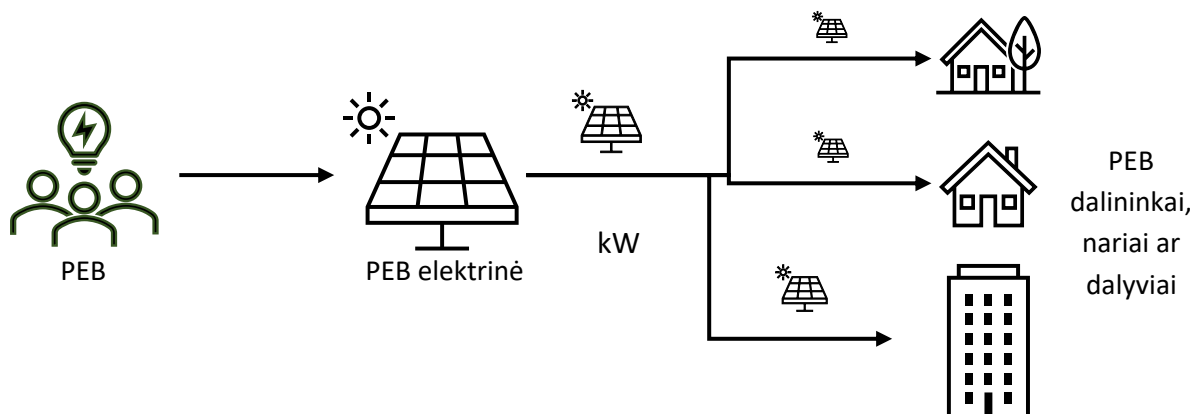 PEB
PEB elektrinė
kW
PEB
dalininkai,
nariai ar
dalyviai